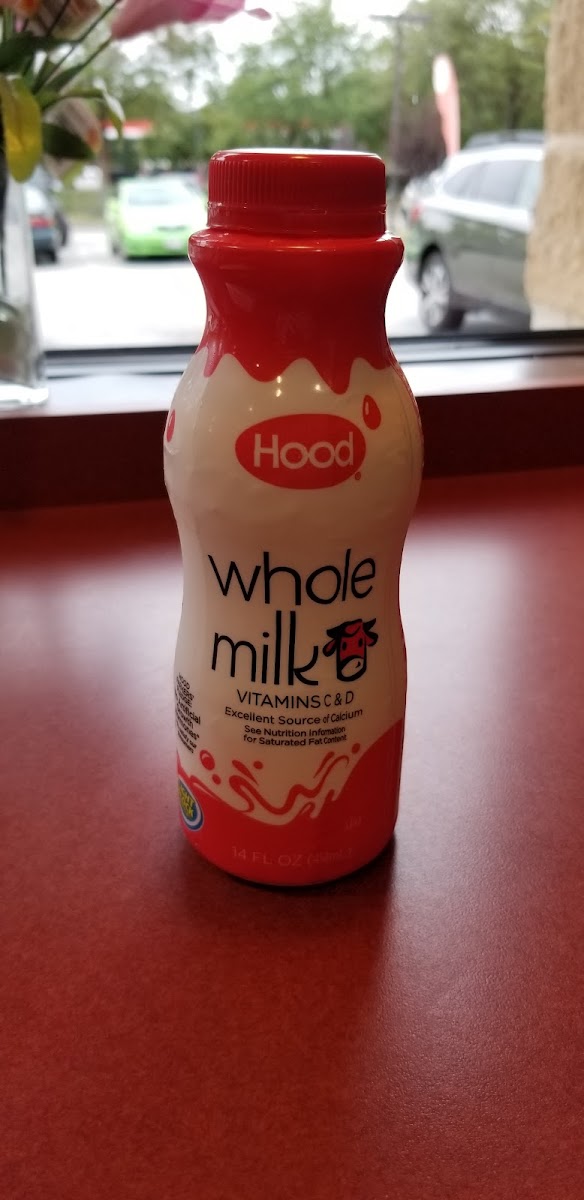 Hood
whole
milk
VITAMINS C & D
Excellent Source of Calcium
See Nutrition Information
for Saturated Fat Content
14 FL OZ